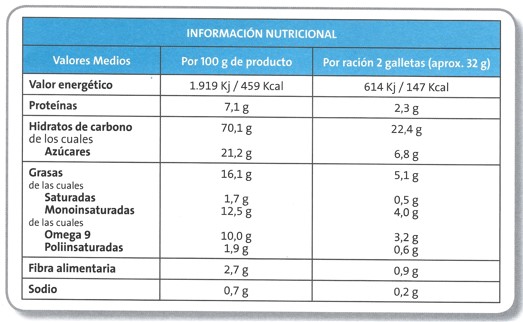 INFORMACIÓN NUTRICIONAL
Valores Medios Por 100 g de producto Por ración 2 galletas (aprox. 32 g)
Valor energético 1.919 Kj / 459 Kcal 614 Kj / 147 Kcal
Proteínas 7,1 g 2,3 g
Hidratos de carbono 70,1 g 22,4 g
de los cuales
Azúcares 21,2 g 6,8 g
Grasas 16,1 g 5,1 g
de las cuales
Saturadas 1,7 g 0,5 g
Monoinsaturadas 12,5 g 4,0 g
de las cuales
Omega 9 10,0 g 3,2 g
Poliinsaturadas 1,9 g 0,6 g
Fibra alimentaria 2,7 g 0,9 g
Sodio 0,7 g 0,2 g